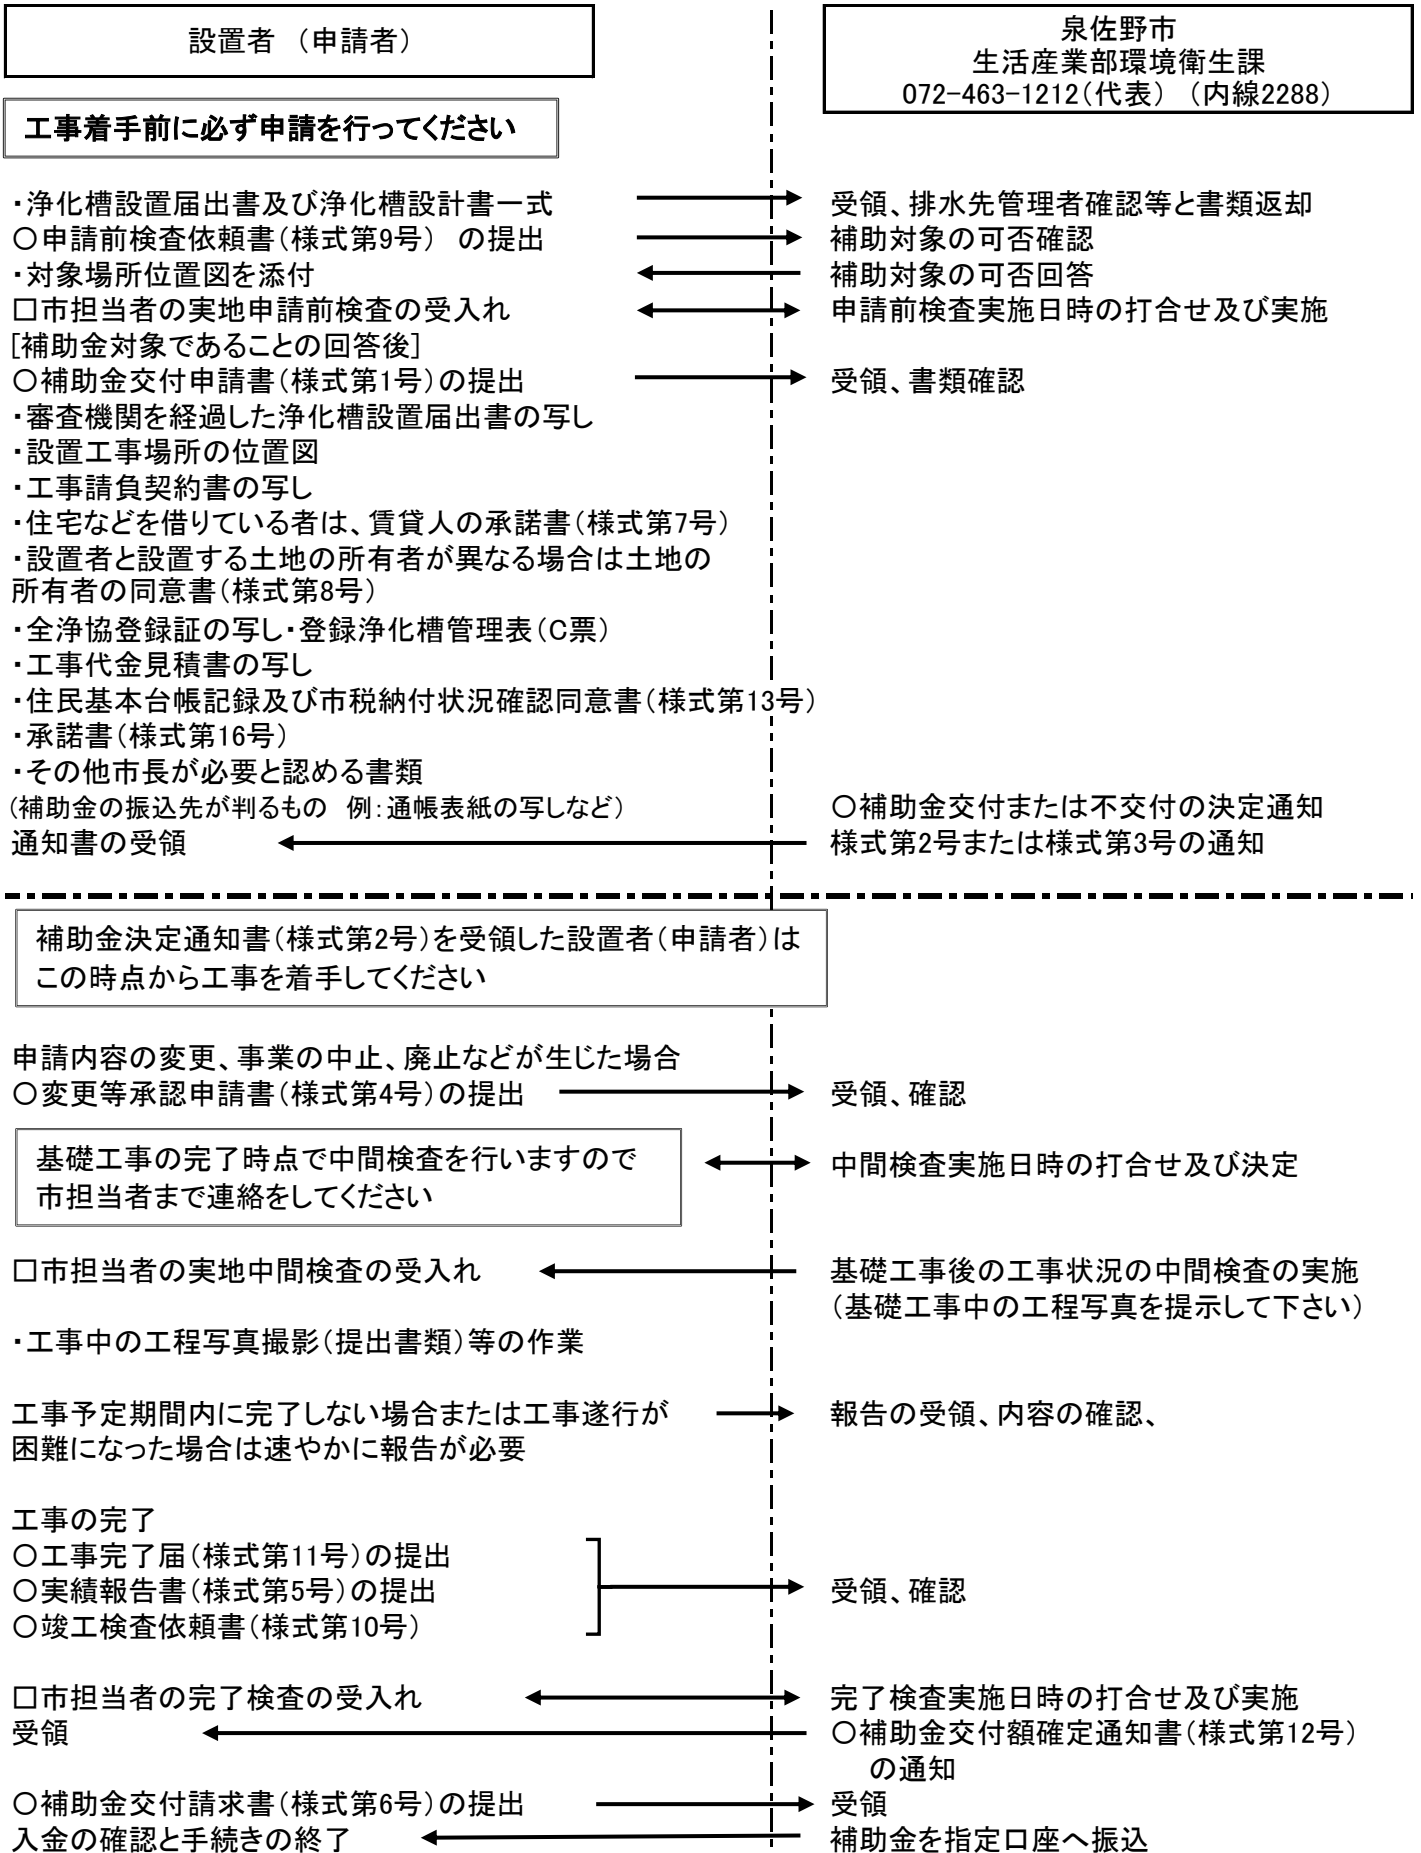 設置者　（申請者）
泉佐野市
生活産業部環境衛生課
072-463-1212（代表）　（内線2288）
工事着手前に必ず申請を行ってください
・浄化槽設置届出書及び浄化槽設計書一式
受領、排水先管理者確認等と書類返却
〇申請前検査依頼書（様式第9号）　の提出
補助対象の可否確認
・対象場所位置図を添付
補助対象の可否回答
□市担当者の実地申請前検査の受入れ
申請前検査実施日時の打合せ及び実施
[補助金対象であることの回答後]
〇補助金交付申請書（様式第1号）の提出
受領、書類確認
・審査機関を経過した浄化槽設置届出書の写し
・設置工事場所の位置図
・工事請負契約書の写し
・住宅などを借りている者は、賃貸人の承諾書（様式第7号）
・設置者と設置する土地の所有者が異なる場合は土地の
所有者の同意書（様式第8号）
・全浄協登録証の写し・登録浄化槽管理表（C票）
・工事代金見積書の写し
・住民基本台帳記録及び市税納付状況確認同意書（様式第13号）
・承諾書（様式第16号）
・その他市長が必要と認める書類
（補助金の振込先が判るもの　例：通帳表紙の写しなど）
〇補助金交付または不交付の決定通知
通知書の受領
様式第2号または様式第3号の通知
補助金決定通知書（様式第2号）を受領した設置者（申請者）は
この時点から工事を着手してください
申請内容の変更、事業の中止、廃止などが生じた場合
〇変更等承認申請書（様式第4号）の提出
受領、確認
基礎工事の完了時点で中間検査を行いますので
市担当者まで連絡をしてください
中間検査実施日時の打合せ及び決定
□市担当者の実地中間検査の受入れ
基礎工事後の工事状況の中間検査の実施
（基礎工事中の工程写真を提示して下さい）
・工事中の工程写真撮影（提出書類）等の作業
工事予定期間内に完了しない場合または工事遂行が
困難になった場合は速やかに報告が必要
報告の受領、内容の確認、
工事の完了
〇工事完了届（様式第11号）の提出
〇実績報告書（様式第5号）の提出
受領、確認
〇竣工検査依頼書（様式第10号）
□市担当者の完了検査の受入れ
完了検査実施日時の打合せ及び実施
受領
〇補助金交付額確定通知書（様式第12号）
の通知
〇補助金交付請求書（様式第6号）の提出
受領
入金の確認と手続きの終了
補助金を指定口座へ振込